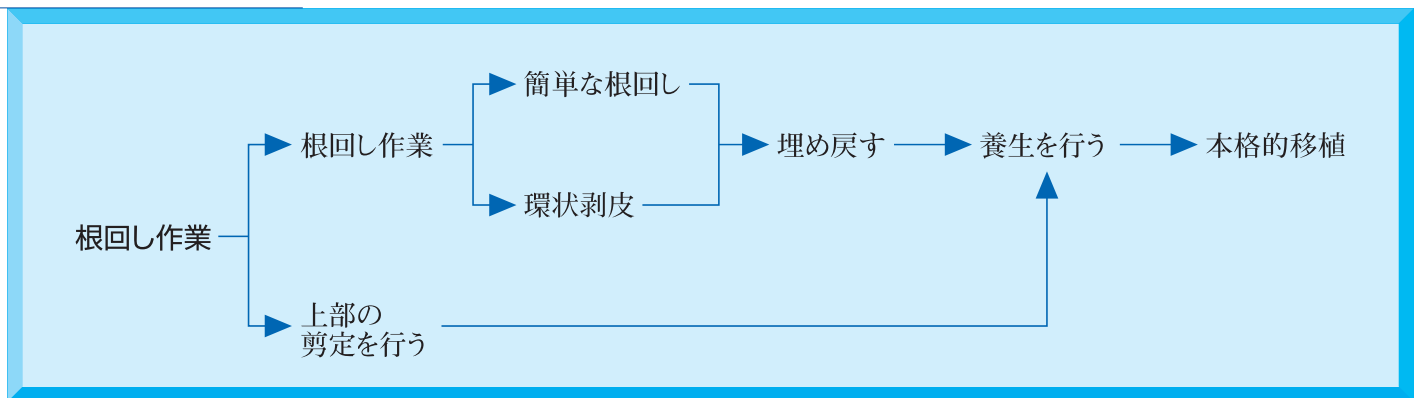 根回し作業
根回し作業
簡単な根回し
環状剥皮
埋め戻す
養生を行う
本格的移植
上部の
剪定を行う